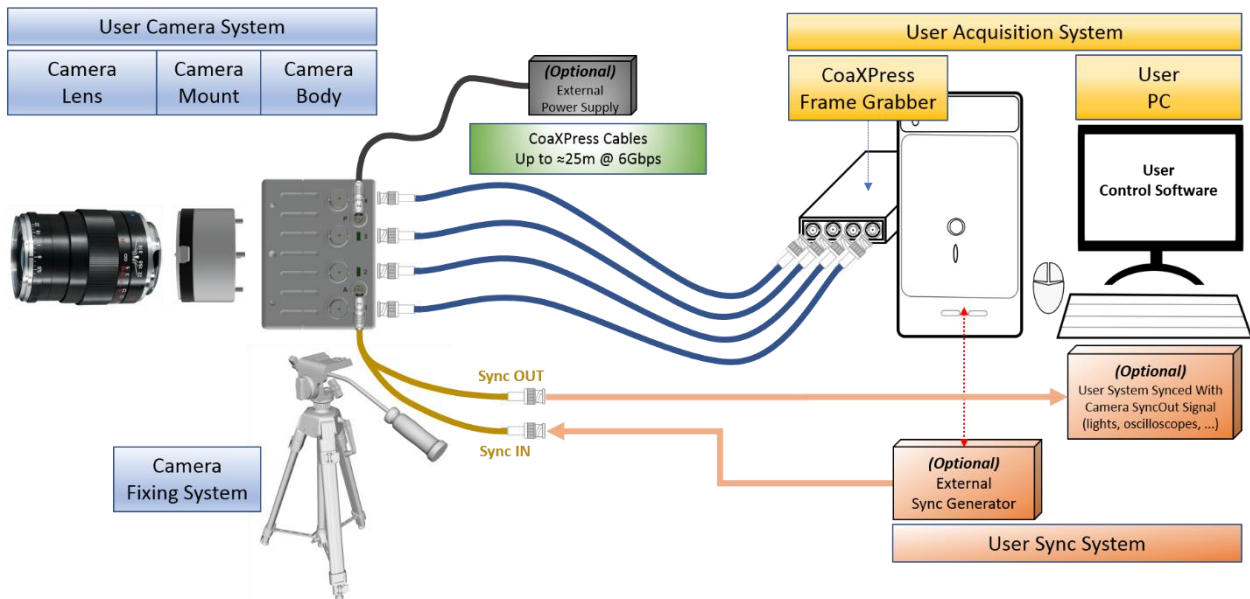 User Camera System
Camera
Lens
Camera
Mount
Camera
Body
(Optional)
External
Power Supply
CoaXPress Cables
Up to ≈25m @ 6Gbps
User Acquisition System
CoaXPress
Frame Grabber
User
PC
User
Control Software
Sync OUT
Sync IN
(Optional)
User System Synced With
Camera SyncOut Signal
(lights, oscilloscopes, ...)
(Optional)
External
Sync Generator
User Sync System
Camera
Fixing System